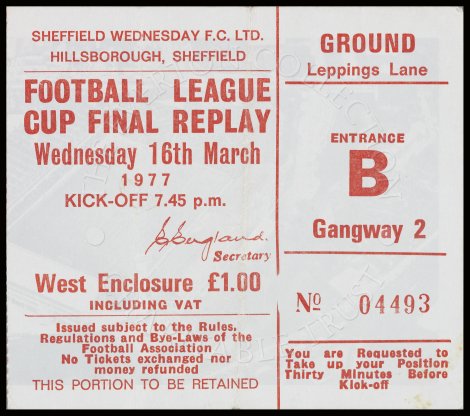 SHEFFIELD WEDNESDAY F.C. LTD.
HILLSBOROUGH, SHEFFIELD
FOOTBALL LEAGUE
CUP FINAL REPLAY
Wednesday 16th March
1977
KICK-OFF 7.45 p.m.
E England.
Secretary
West Enclosure £1.00
INCLUDING VAT
Issued subject to the Rules,
Regulations and Bye-Laws of the
Football Association
No Tickets exchanged nor
money refunded
THIS PORTION TO BE RETAINED
GROUND
Leppings Lane
ENTRANCE
B
Gangway 2
No 04493
You are Requested to
Take up your Position
Thirty Minutes Before
Kick-off